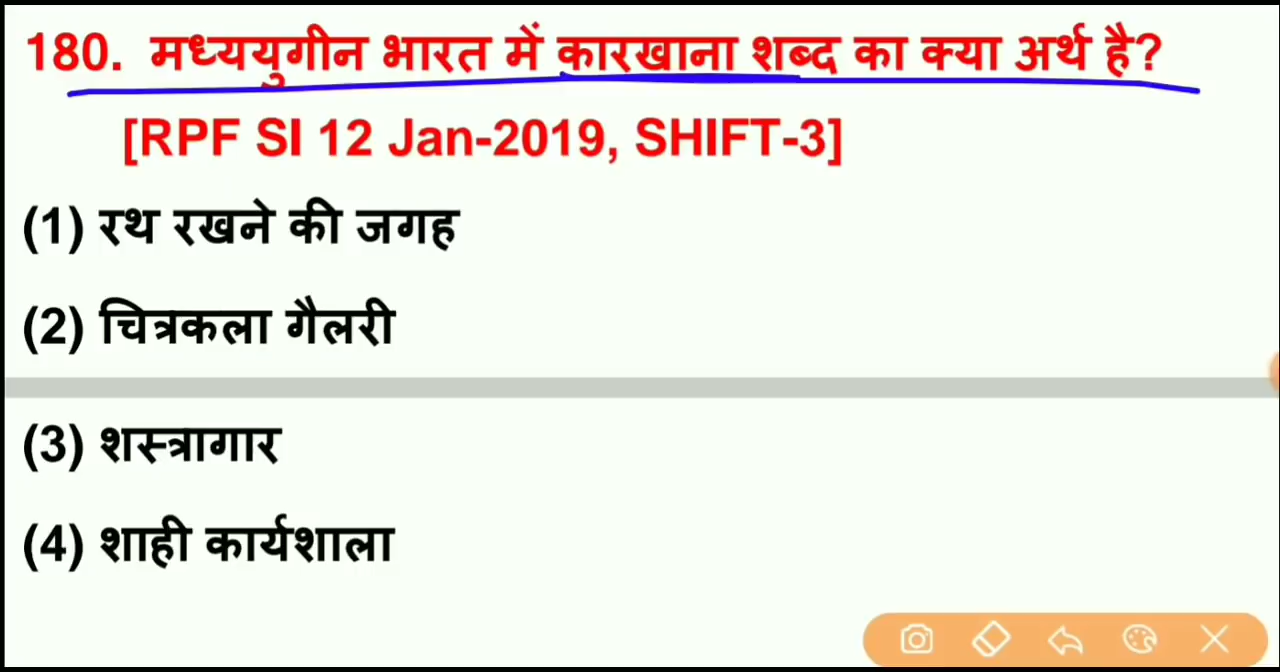 180. मध्ययुगीन भारत में कारखाना शब्द का क्या अर्थ है?
[RPF SI 12 Jan-2019, SHIFT-3]
(1) रथ रखने की जगह
(2) चित्रकला गैलरी
(3) शस्त्रागार
(4) शाही कार्यशाला